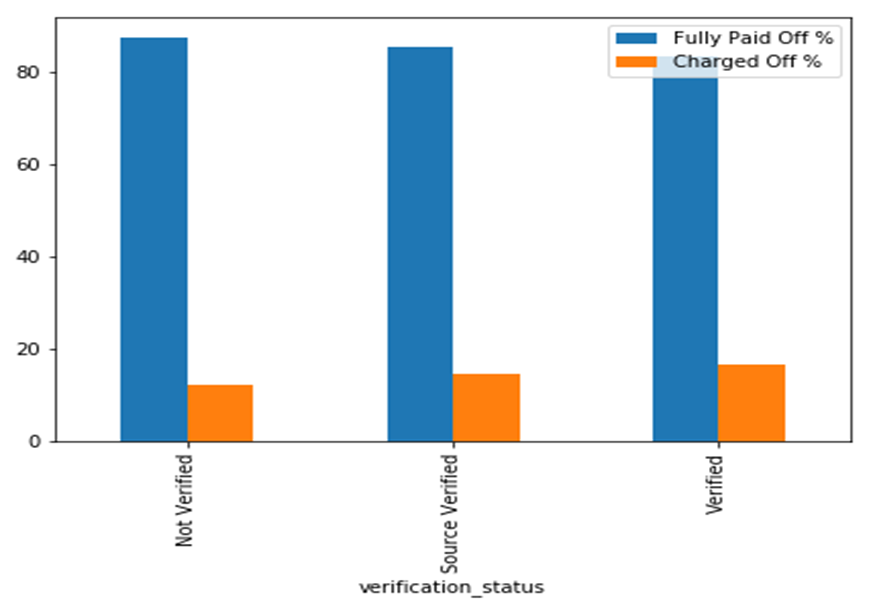 Fully Paid Off %
Charged Off %
80
60
40
20
0
Not Verified
Source Verified
Verified
verification_status